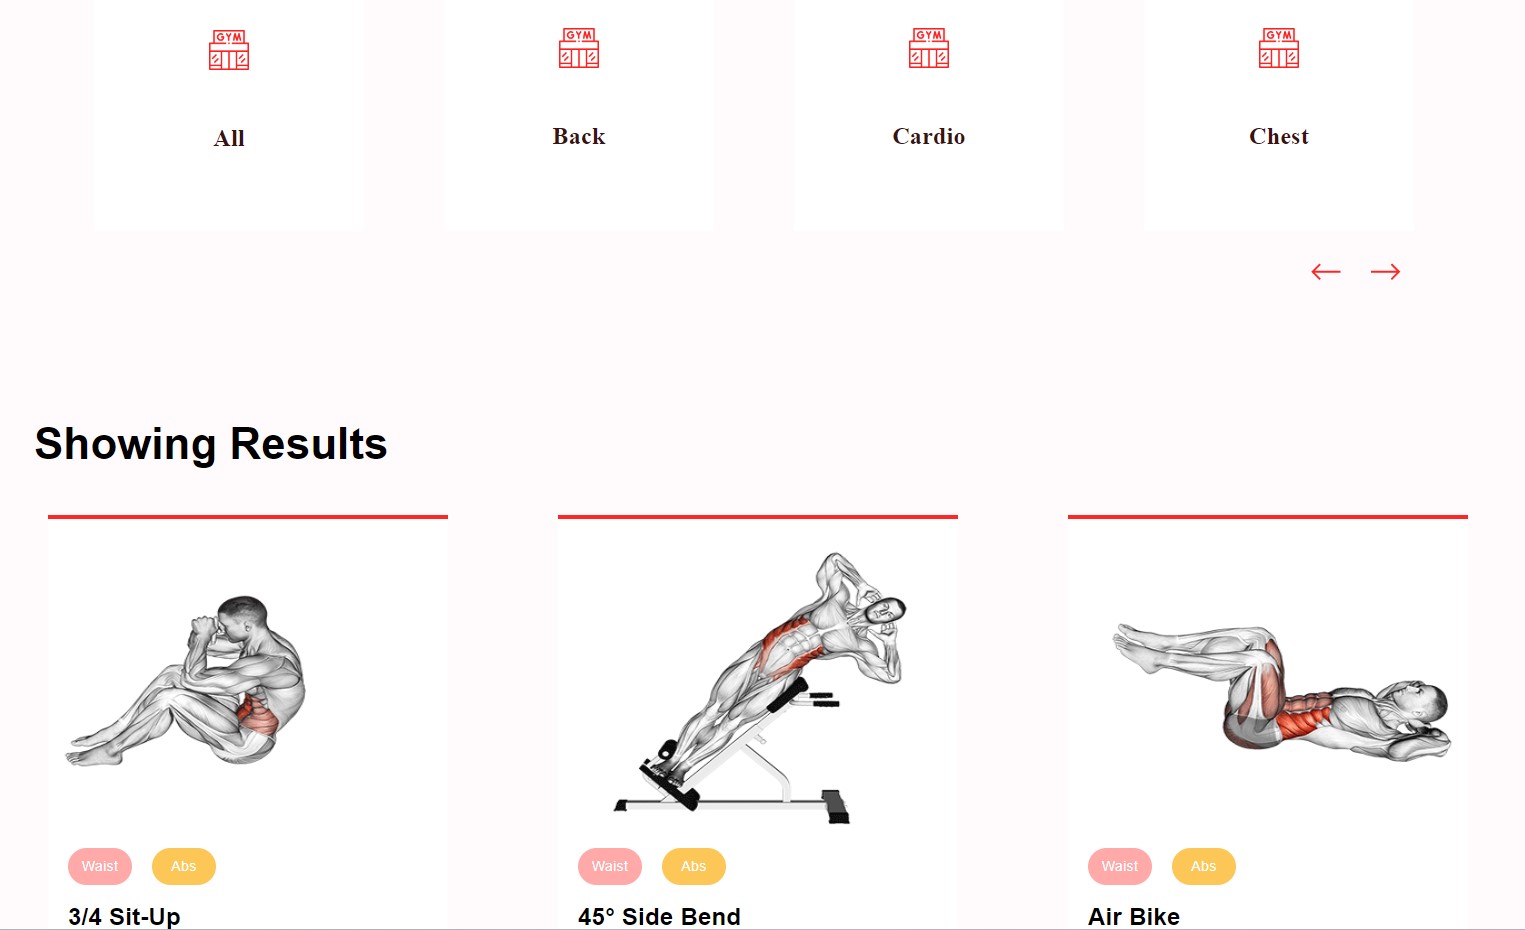 GYM GYM GYM GYM
All Back Cardio Chest
Showing Results
Waist Abs Waist Abs Waist Abs
3/4 Sit-Up 45° Side Bend Air Bike